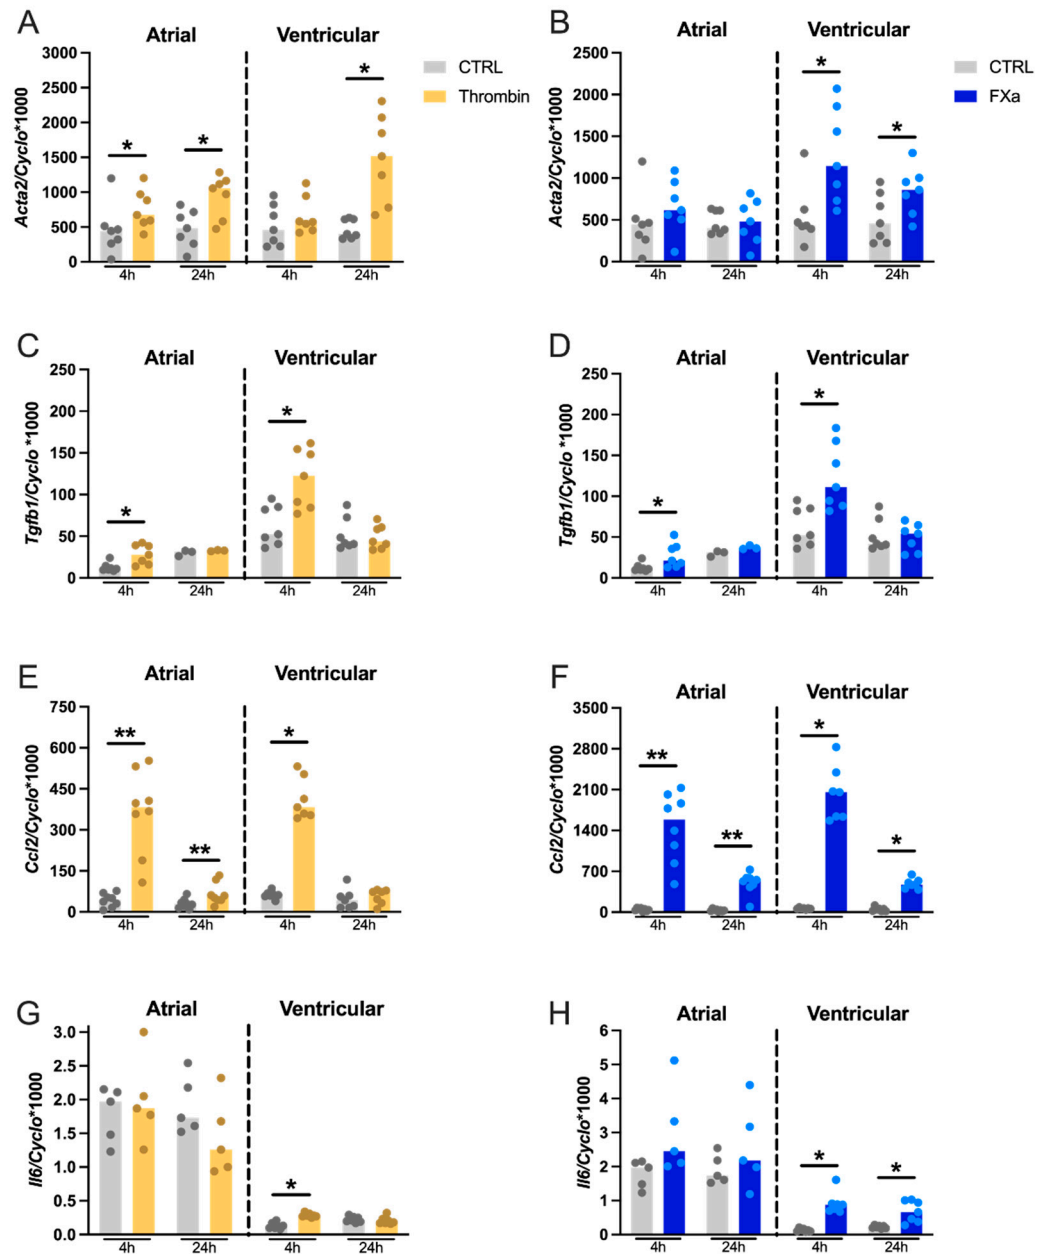 A
Atrial
Ventricular
3000
2500
2000
1500
1000
500
0
Acta2/Cyclo*1000
*
*
*
4h
24h
4h
24h
CTRL
Thrombin
B
Atrial
Ventricular
2500
2000
1500
1000
500
0
Acta2/Cyclo*1000
*
*
4h
24h
4h
24h
CTRL
FXa
C
Atrial
Ventricular
250
200
150
100
50
0
Tgfb1/Cyclo *1000
*
*
4h
24h
4h
24h
D
Atrial
Ventricular
250
200
150
100
50
0
Tgfb1/Cyclo *1000
*
*
4h
24h
4h
24h
E
Atrial
Ventricular
750
600
450
300
150
0
Ccl2/Cyclo*1000
**
**
*
4h
24h
4h
24h
F
Atrial
Ventricular
3500
2800
2100
1400
700
0
Ccl2/Cyclo*1000
**
**
*
*
4h
24h
4h
24h
G
Atrial
Ventricular
3.0
2.5
2.0
1.5
1.0
0.5
0.0
Il6/Cyclo*1000
*
4h
24h
4h
24h
H
Atrial
Ventricular
6
5
4
3
2
1
0
Il6/Cyclo*1000
*
*
4h
24h
4h
24h